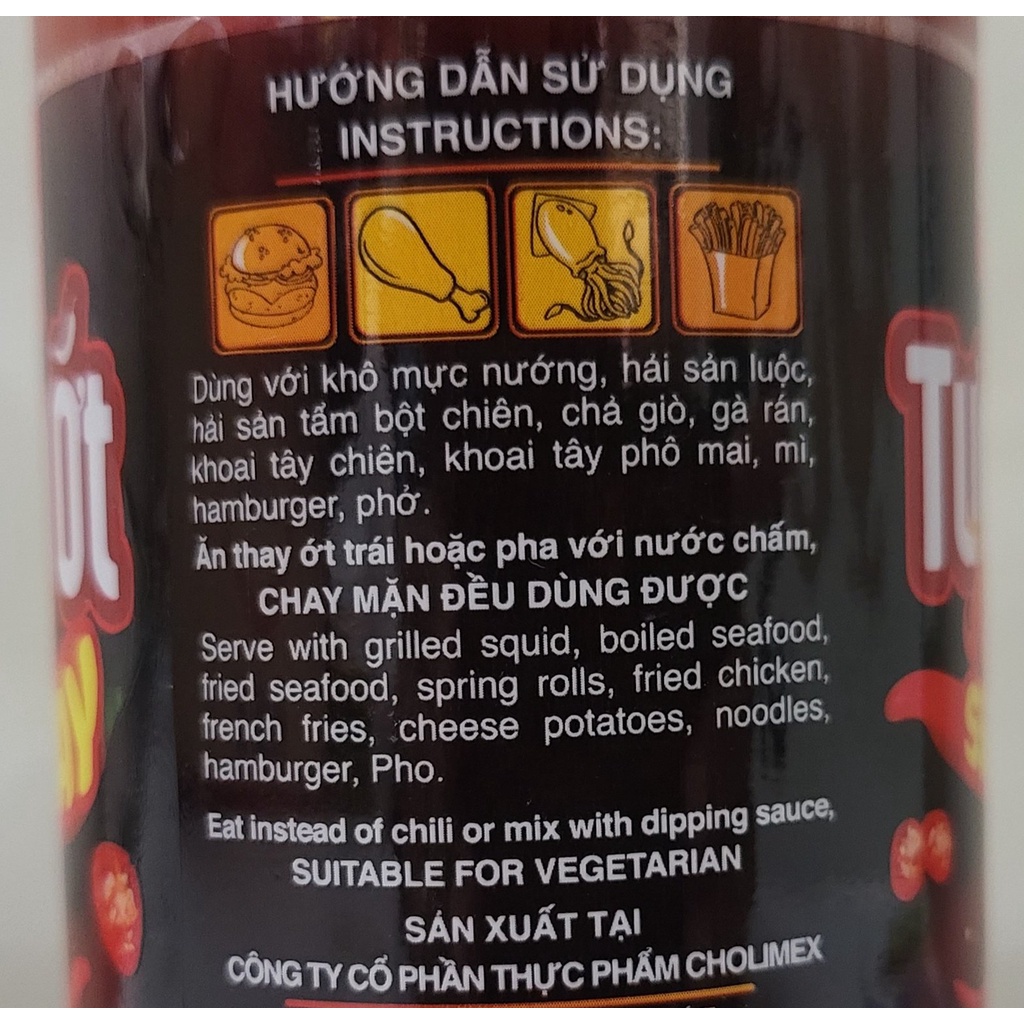 HƯỚNG DẪN SỬ DỤNG
INSTRUCTIONS:
Dùng với khô mực nướng, hải sản luộc,
hải sản tẩm bột chiên, chả giò, gà rán,
khoai tây chiên, khoai tây phô mai, mì,
hamburger, phở.
Ăn thay ớt trái hoặc pha với nước chấm,
CHAY MẶN ĐỀU DÙNG ĐƯỢC
Serve with grilled squid, boiled seafood,
fried seafood, spring rolls, fried chicken,
french fries, cheese potatoes, noodles,
hamburger, Pho.
Eat instead of chili or mix with dipping sauce,
SUITABLE FOR VEGETARIAN
SẢN XUẤT TẠI
CÔNG TY CỔ PHẦN THỰC PHẨM CHOLIMEX